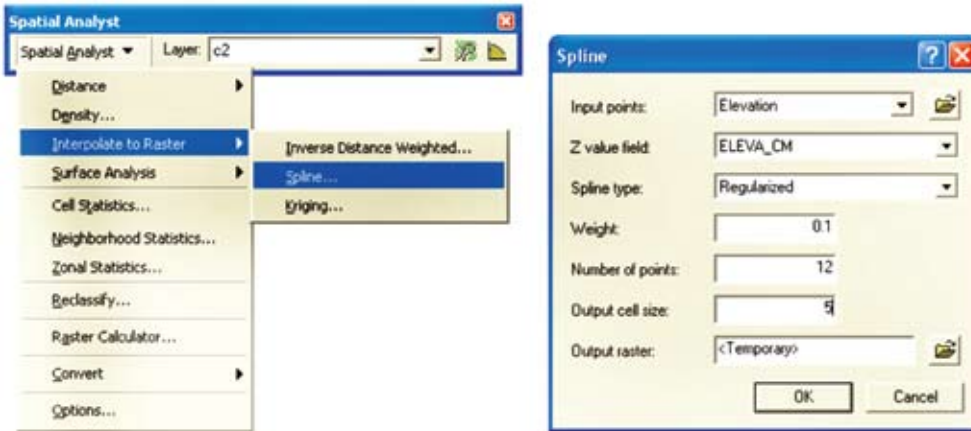 Spatial Analyst
Spatial Analyst Layer: c2
Distance
Density...
Interpolate to Raster
Surface Analysis
Cell Statistics...
Neighborhood Statistics...
Zonal Statistics...
Reclassify...
Raster Calculator...
Convert
Options...
Inverse Distance Weighted...
Spline...
Kriging...
Spline
Input points: Elevation
Z value field: ELEVA_CM
Spline type: Regularized
Weight: 0.1
Number of points: 12
Output cell size: 5
Output raster: <Temporary>
OK Cancel